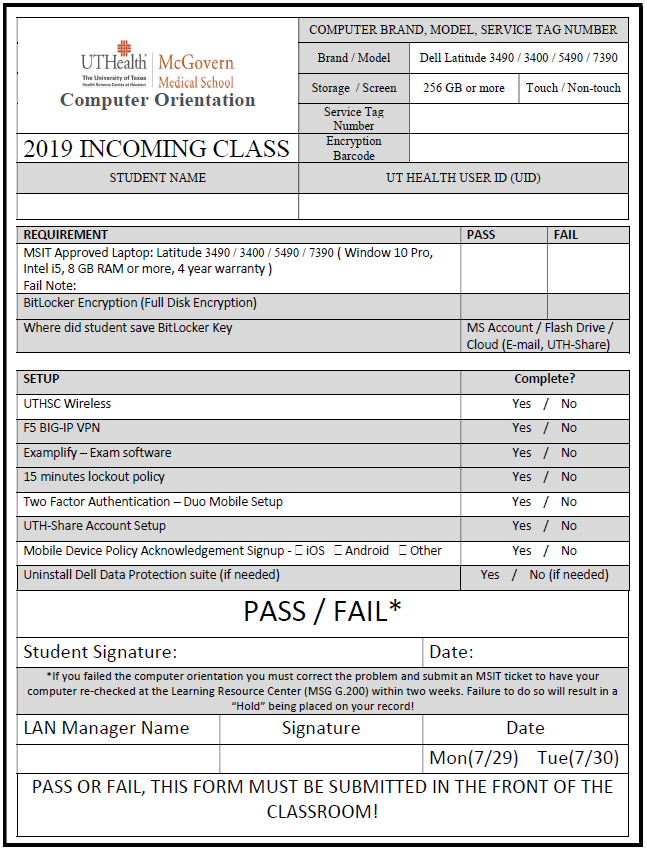 COMPUTER BRAND, MODEL, SERVICE TAG NUMBER
UTHealth McGovern
The University of Texas Medical School
Health Science Center at Houston
Computer Orientation
2019 INCOMING CLASS
Brand / Model Dell Latitude 3490 / 3400 / 5490 / 7390
Storage / Screen 256 GB or more Touch / Non-touch
Service Tag
Number
Encryption
Barcode
STUDENT NAME UT HEALTH USER ID (UID)
REQUIREMENT PASS FAIL
MSIT Approved Laptop: Latitude 3490 / 3400 / 5490 / 7390 ( Window 10 Pro,
Intel i5, 8 GB RAM or more, 4 year warranty )
Fail Note:
BitLocker Encryption (Full Disk Encryption)
Where did student save BitLocker Key MS Account / Flash Drive /
Cloud (E-mail, UTH-Share)
SETUP Complete?
UTHSC Wireless Yes / No
F5 BIG-IP VPN Yes / No
Examplify – Exam software Yes / No
15 minutes lockout policy Yes / No
Two Factor Authentication – Duo Mobile Setup Yes / No
UTH-Share Account Setup Yes / No
Mobile Device Policy Acknowledgement Signup - □ iOS □ Android □ Other Yes / No
Uninstall Dell Data Protection suite (if needed) Yes / No (if needed)
PASS / FAIL*
Student Signature: Date:
*If you failed the computer orientation you must correct the problem and submit an MSIT ticket to have your
computer re-checked at the Learning Resource Center (MSG G.200) within two weeks. Failure to do so will result in a
“Hold” being placed on your record!
LAN Manager Name Signature Date
Mon(7/29) Tue(7/30)
PASS OR FAIL, THIS FORM MUST BE SUBMITTED IN THE FRONT OF THE
CLASSROOM!